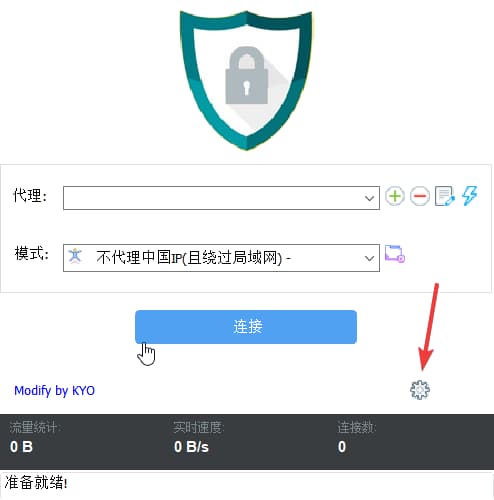 代理:
模式: 不代理中国IP(且绕过局域网) -
连接
Modify by KYO
流量统计: 实时速度: 连接数:
0 B 0 B/s 0
准备就绪!